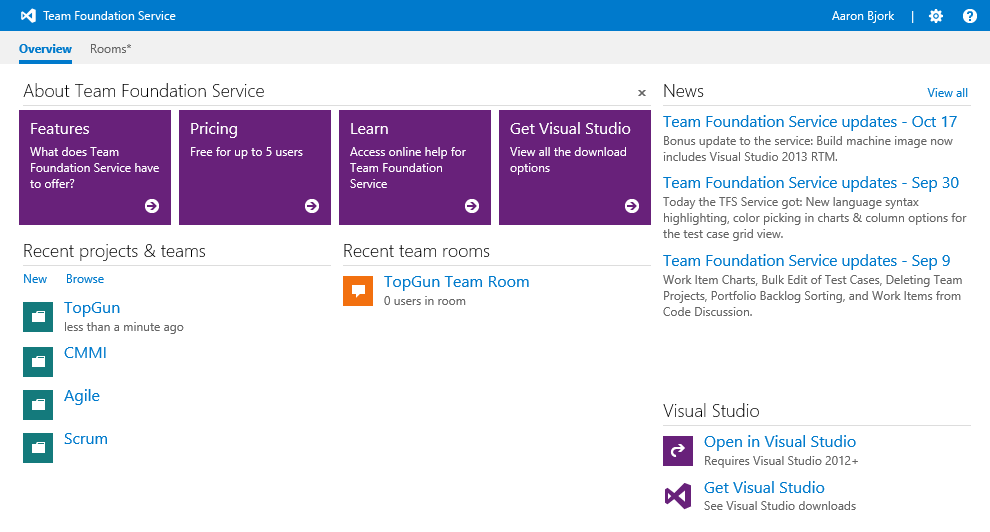 Team Foundation Service
Aaron Bjork | ?
Overview Rooms*
About Team Foundation Service ×
Features
What does Team
Foundation Service have
to offer?
Pricing
Free for up to 5 users
Learn
Access online help for
Team Foundation
Service
Get Visual Studio
View all the download
options
Recent projects & teams
New Browse
TopGun
less than a minute ago
CMMI
Agile
Scrum
Recent team rooms
TopGun Team Room
0 users in room
News View all
Team Foundation Service updates - Oct 17
Bonus update to the service: Build machine image now
includes Visual Studio 2013 RTM.
Team Foundation Service updates - Sep 30
Today the TFS Service got: New language syntax
highlighting, color picking in charts & column options for
the test case grid view.
Team Foundation Service updates - Sep 9
Work Item Charts, Bulk Edit of Test Cases, Deleting Team
Projects, Portfolio Backlog Sorting, and Work Items from
Code Discussion.
Visual Studio
Open in Visual Studio
Requires Visual Studio 2012+
Get Visual Studio
See Visual Studio downloads